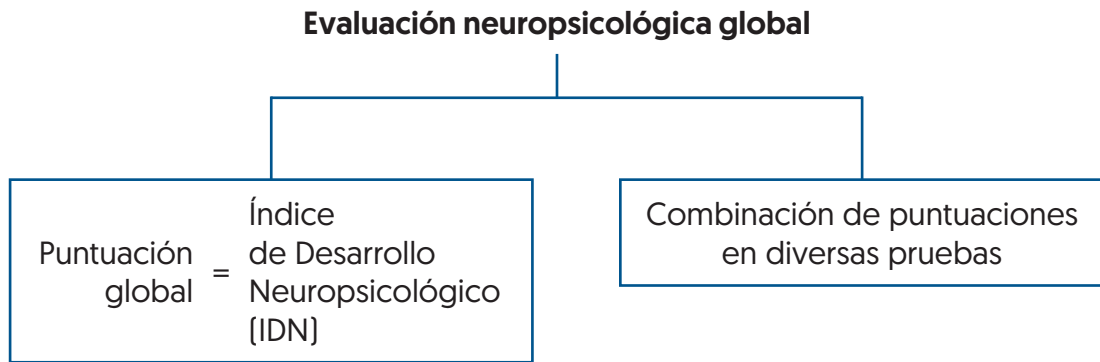 Evaluación neuropsicológica global
Puntuación
global
=
Índice
de Desarrollo
Neuropsicológico
(IDN)
Combinación de puntuaciones
en diversas pruebas